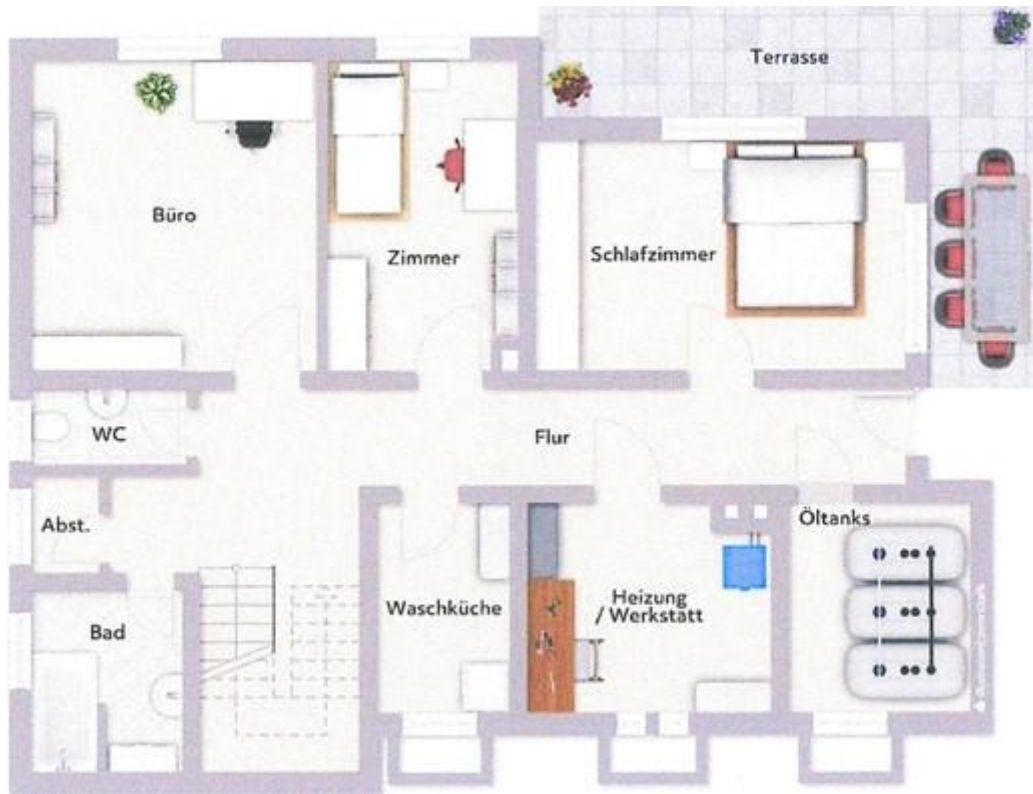 Terrasse
Büro
Zimmer
Schlafzimmer
WC
Flur
Abst.
Öltanks
Bad
Waschküche
Heizung
/ Werkstatt